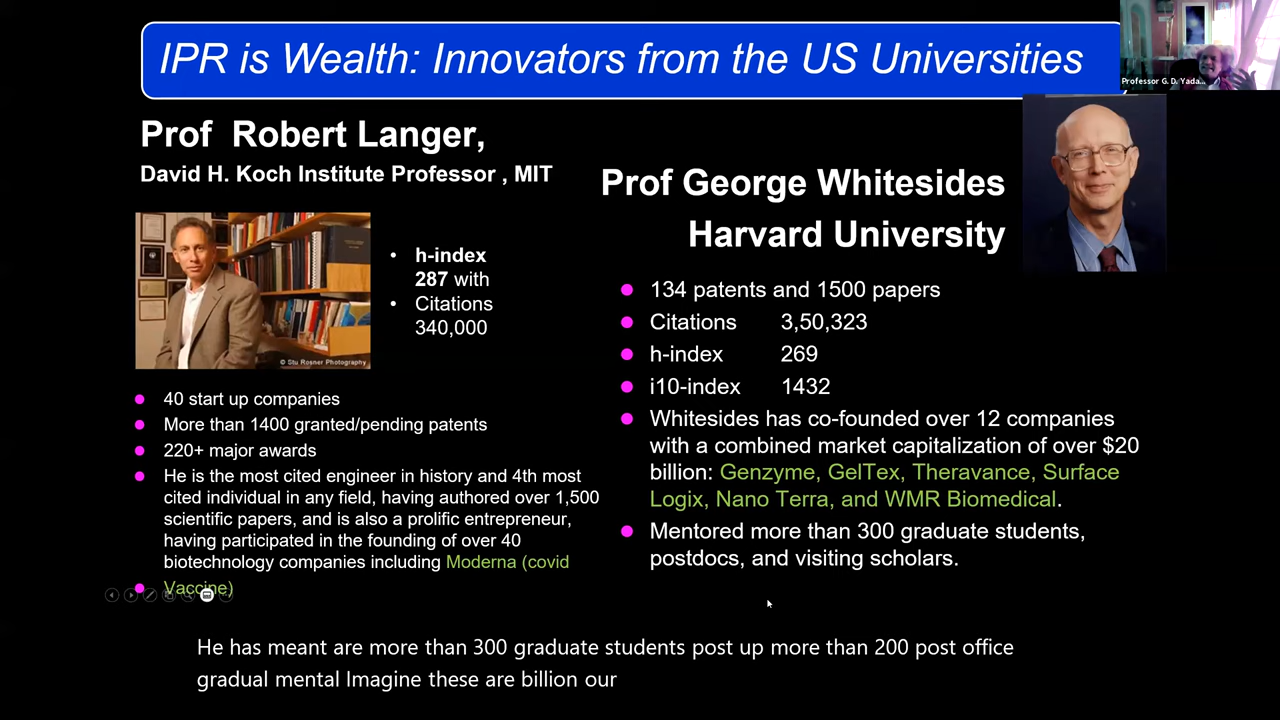 IPR is Wealth: Innovators from the US Universities
Professor G. D. Yada...
Prof Robert Langer,
David H. Koch Institute Professor , MIT
© Stu Rosner Photography
• h-index
287 with
• Citations
340,000
40 start up companies
More than 1400 granted/pending patents
220+ major awards
He is the most cited engineer in history and 4th most
cited individual in any field, having authored over 1,500
scientific papers, and is also a prolific entrepreneur,
having participated in the founding of over 40
biotechnology companies including Moderna (covid
Vaccine)
Prof George Whitesides
Harvard University
134 patents and 1500 papers
Citations 3,50,323
h-index 269
i10-index 1432
Whitesides has co-founded over 12 companies
with a combined market capitalization of over $20
billion: Genzyme, GelTex, Theravance, Surface
Logix, Nano Terra, and WMR Biomedical.
Mentored more than 300 graduate students,
postdocs, and visiting scholars.
He has meant are more than 300 graduate students post up more than 200 post office
gradual mental Imagine these are billion our